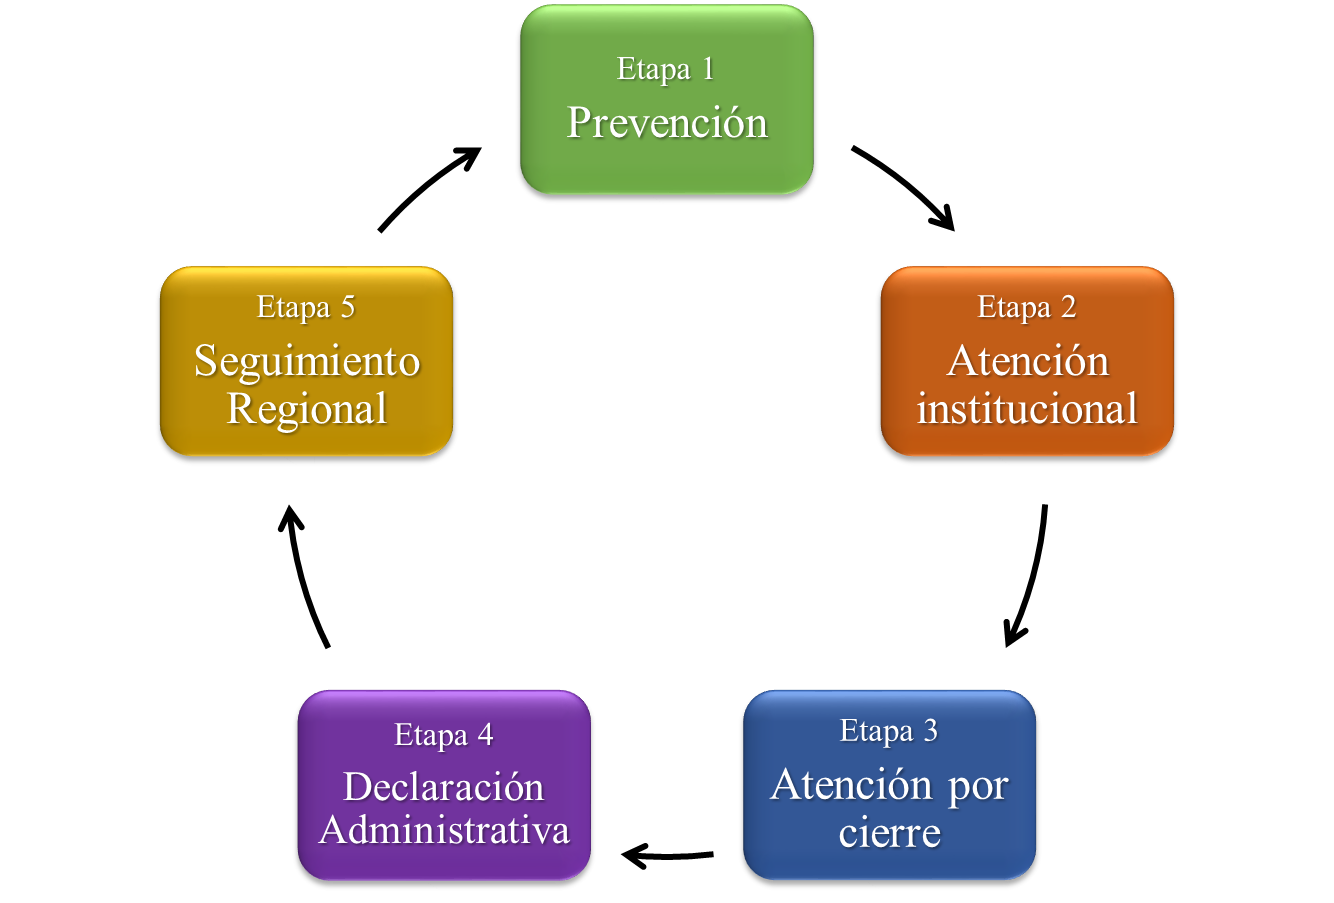 Etapa 1
Prevención
Etapa 2
Atención
institucional
Etapa 3
Atención por
cierre
Etapa 4
Declaración
Administrativa
Etapa 5
Seguimiento
Regional